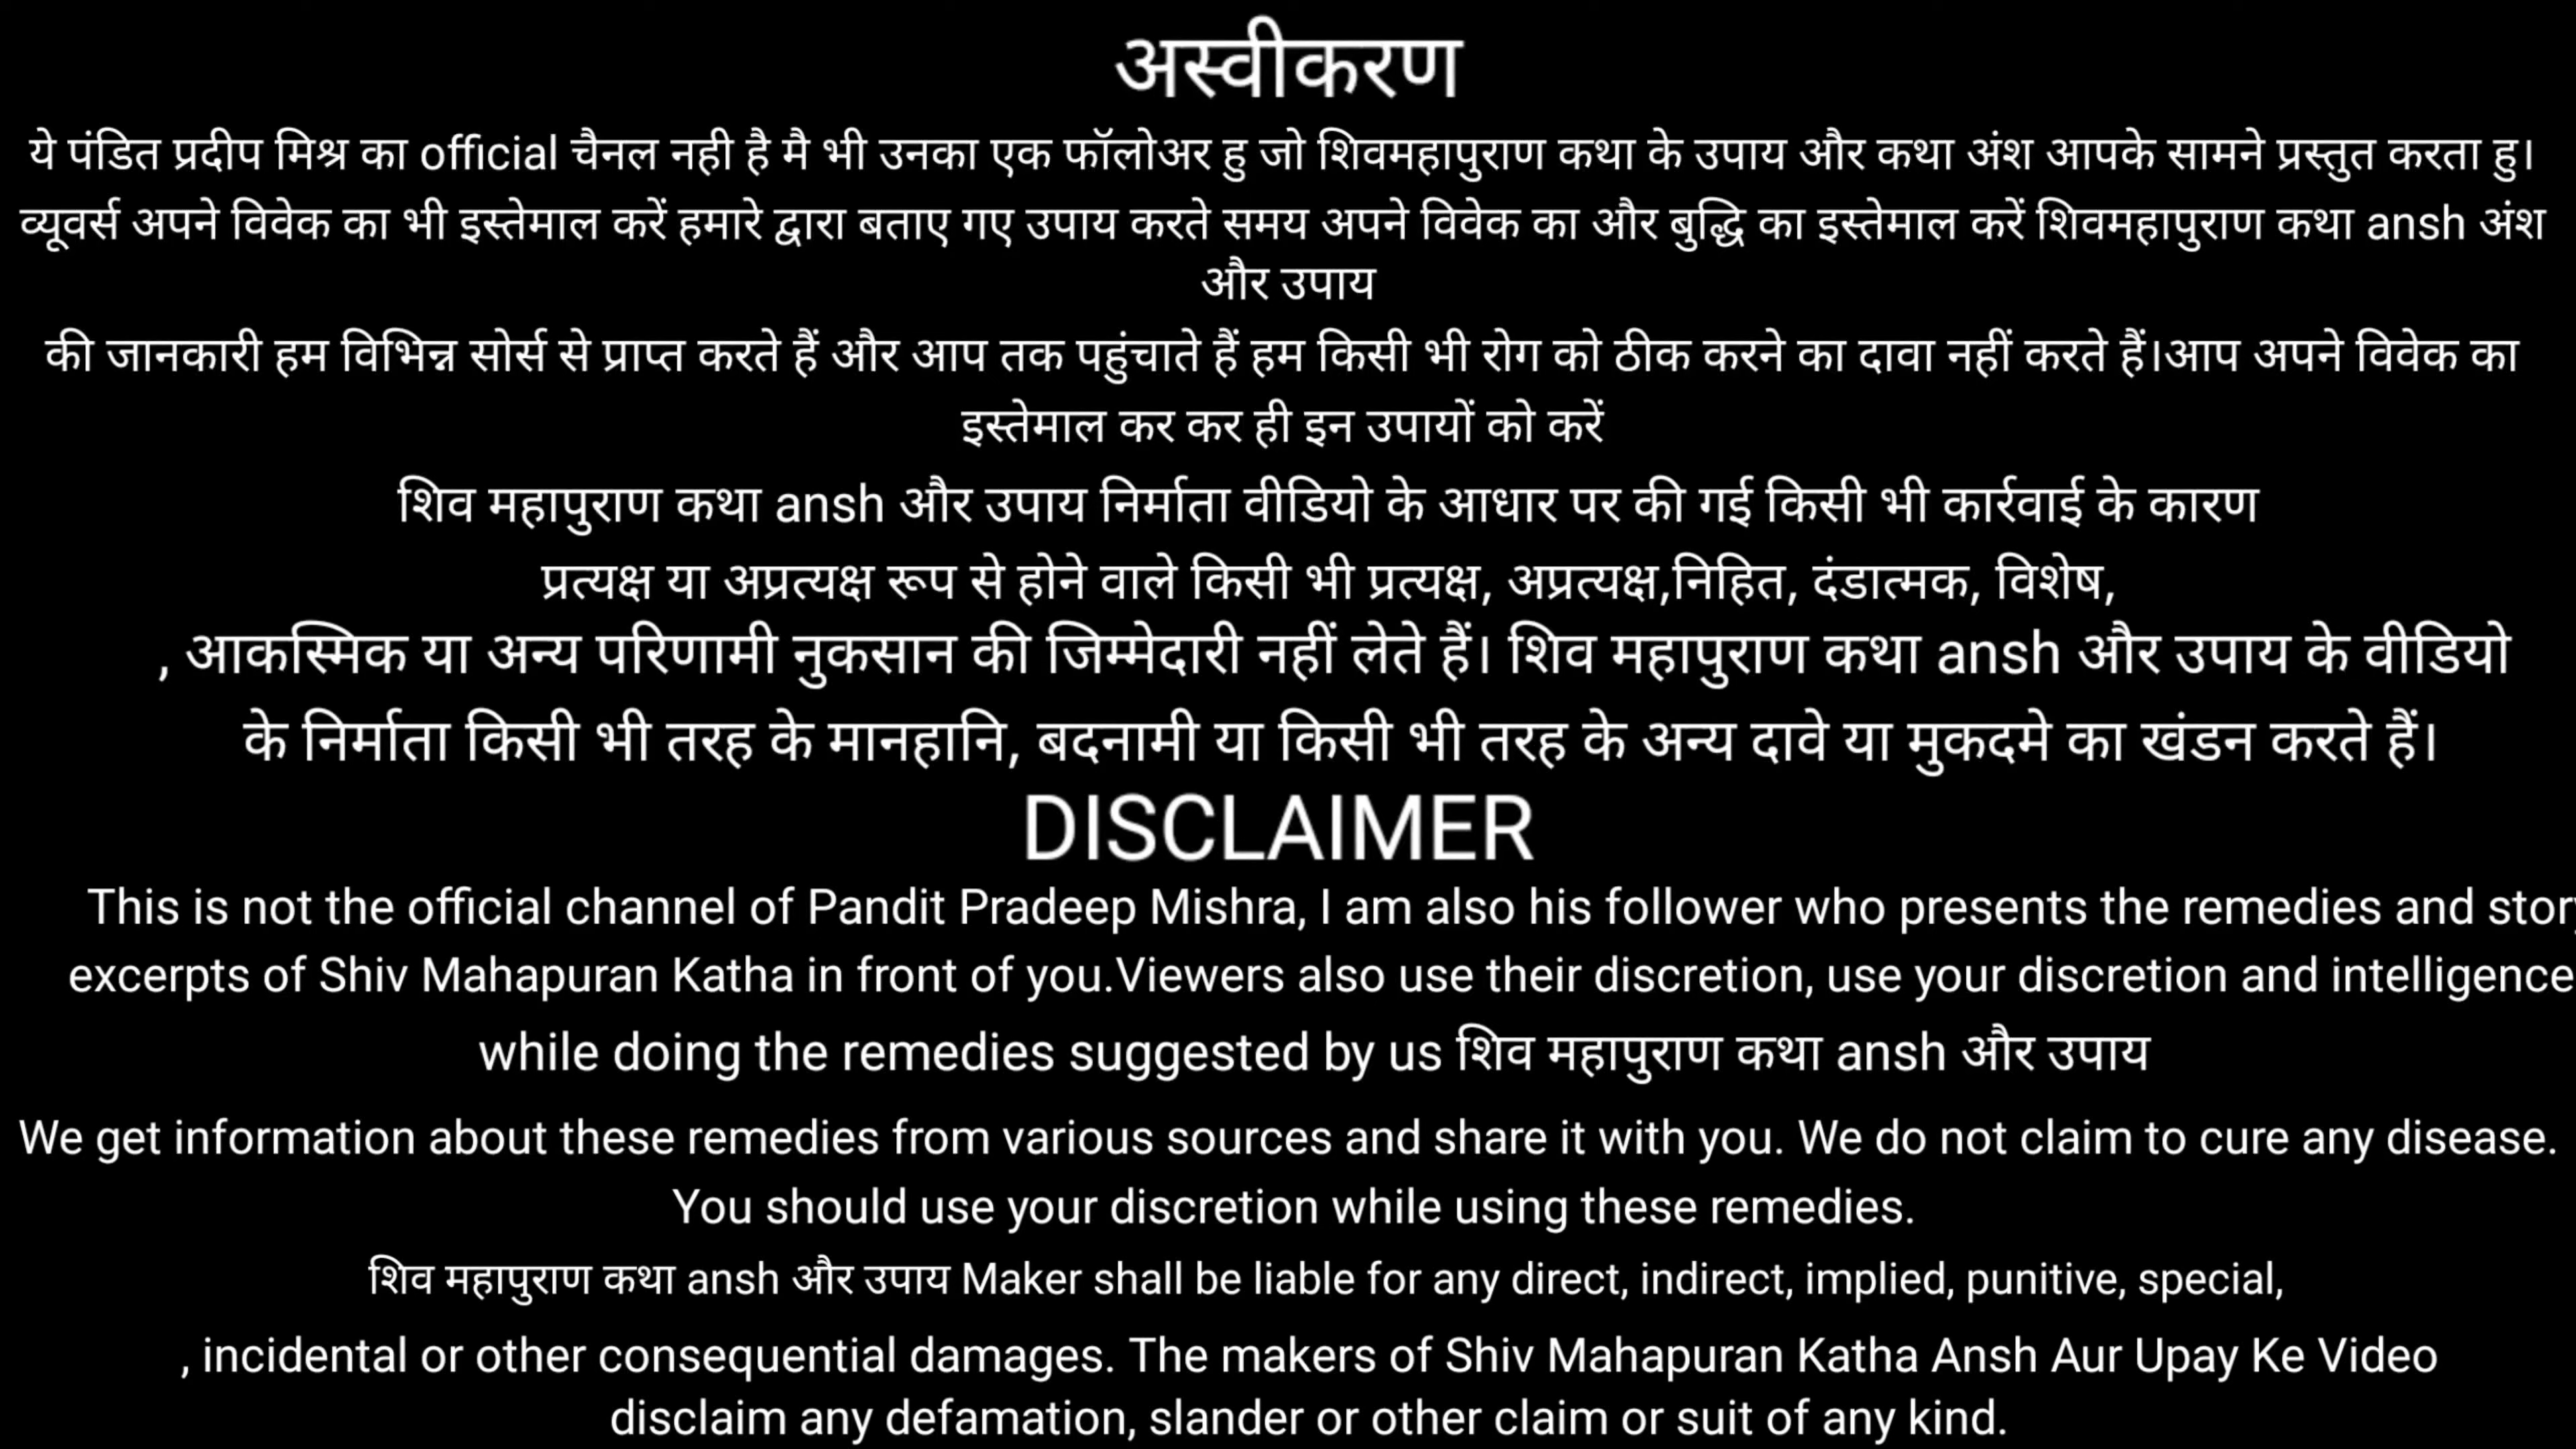 अस्वीकरण
ये पंडित प्रदीप मिश्र का official चैनल नही है मै भी उनका एक फॉलोअर हु जो शिवमहापुराण कथा के उपाय और कथा अंश आपके सामने प्रस्तुत करता हु।
व्यूवर्स अपने विवेक का भी इस्तेमाल करें हमारे द्वारा बताए गए उपाय करते समय अपने विवेक का और बुद्धि का इस्तेमाल करें शिवमहापुराण कथा ansh अंश
और उपाय
की जानकारी हम विभिन्न सोर्स से प्राप्त करते हैं और आप तक पहुंचाते हैं हम किसी भी रोग को ठीक करने का दावा नहीं करते हैं।आप अपने विवेक का
इस्तेमाल कर कर ही इन उपायों को करें
शिव महापुराण कथा ansh और उपाय निर्माता वीडियो के आधार पर की गई किसी भी कार्रवाई के कारण
प्रत्यक्ष या अप्रत्यक्ष रूप से होने वाले किसी भी प्रत्यक्ष, अप्रत्यक्ष,निहित, दंडात्मक, विशेष,
, आकस्मिक या अन्य परिणामी नुकसान की जिम्मेदारी नहीं लेते हैं। शिव महापुराण कथा ansh और उपाय के वीडियो
के निर्माता किसी भी तरह के मानहानि, बदनामी या किसी भी तरह के अन्य दावे या मुकदमे का खंडन करते हैं।
DISCLAIMER
This is not the official channel of Pandit Pradeep Mishra, I am also his follower who presents the remedies and story
excerpts of Shiv Mahapuran Katha in front of you.Viewers also use their discretion, use your discretion and intelligence
while doing the remedies suggested by us शिव महापुराण कथा ansh और उपाय
We get information about these remedies from various sources and share it with you. We do not claim to cure any disease.
You should use your discretion while using these remedies.
शिव महापुराण कथा ansh और उपाय Maker shall be liable for any direct, indirect, implied, punitive, special,
, incidental or other consequential damages. The makers of Shiv Mahapuran Katha Ansh Aur Upay Ke Video
disclaim any defamation, slander or other claim or suit of any kind.